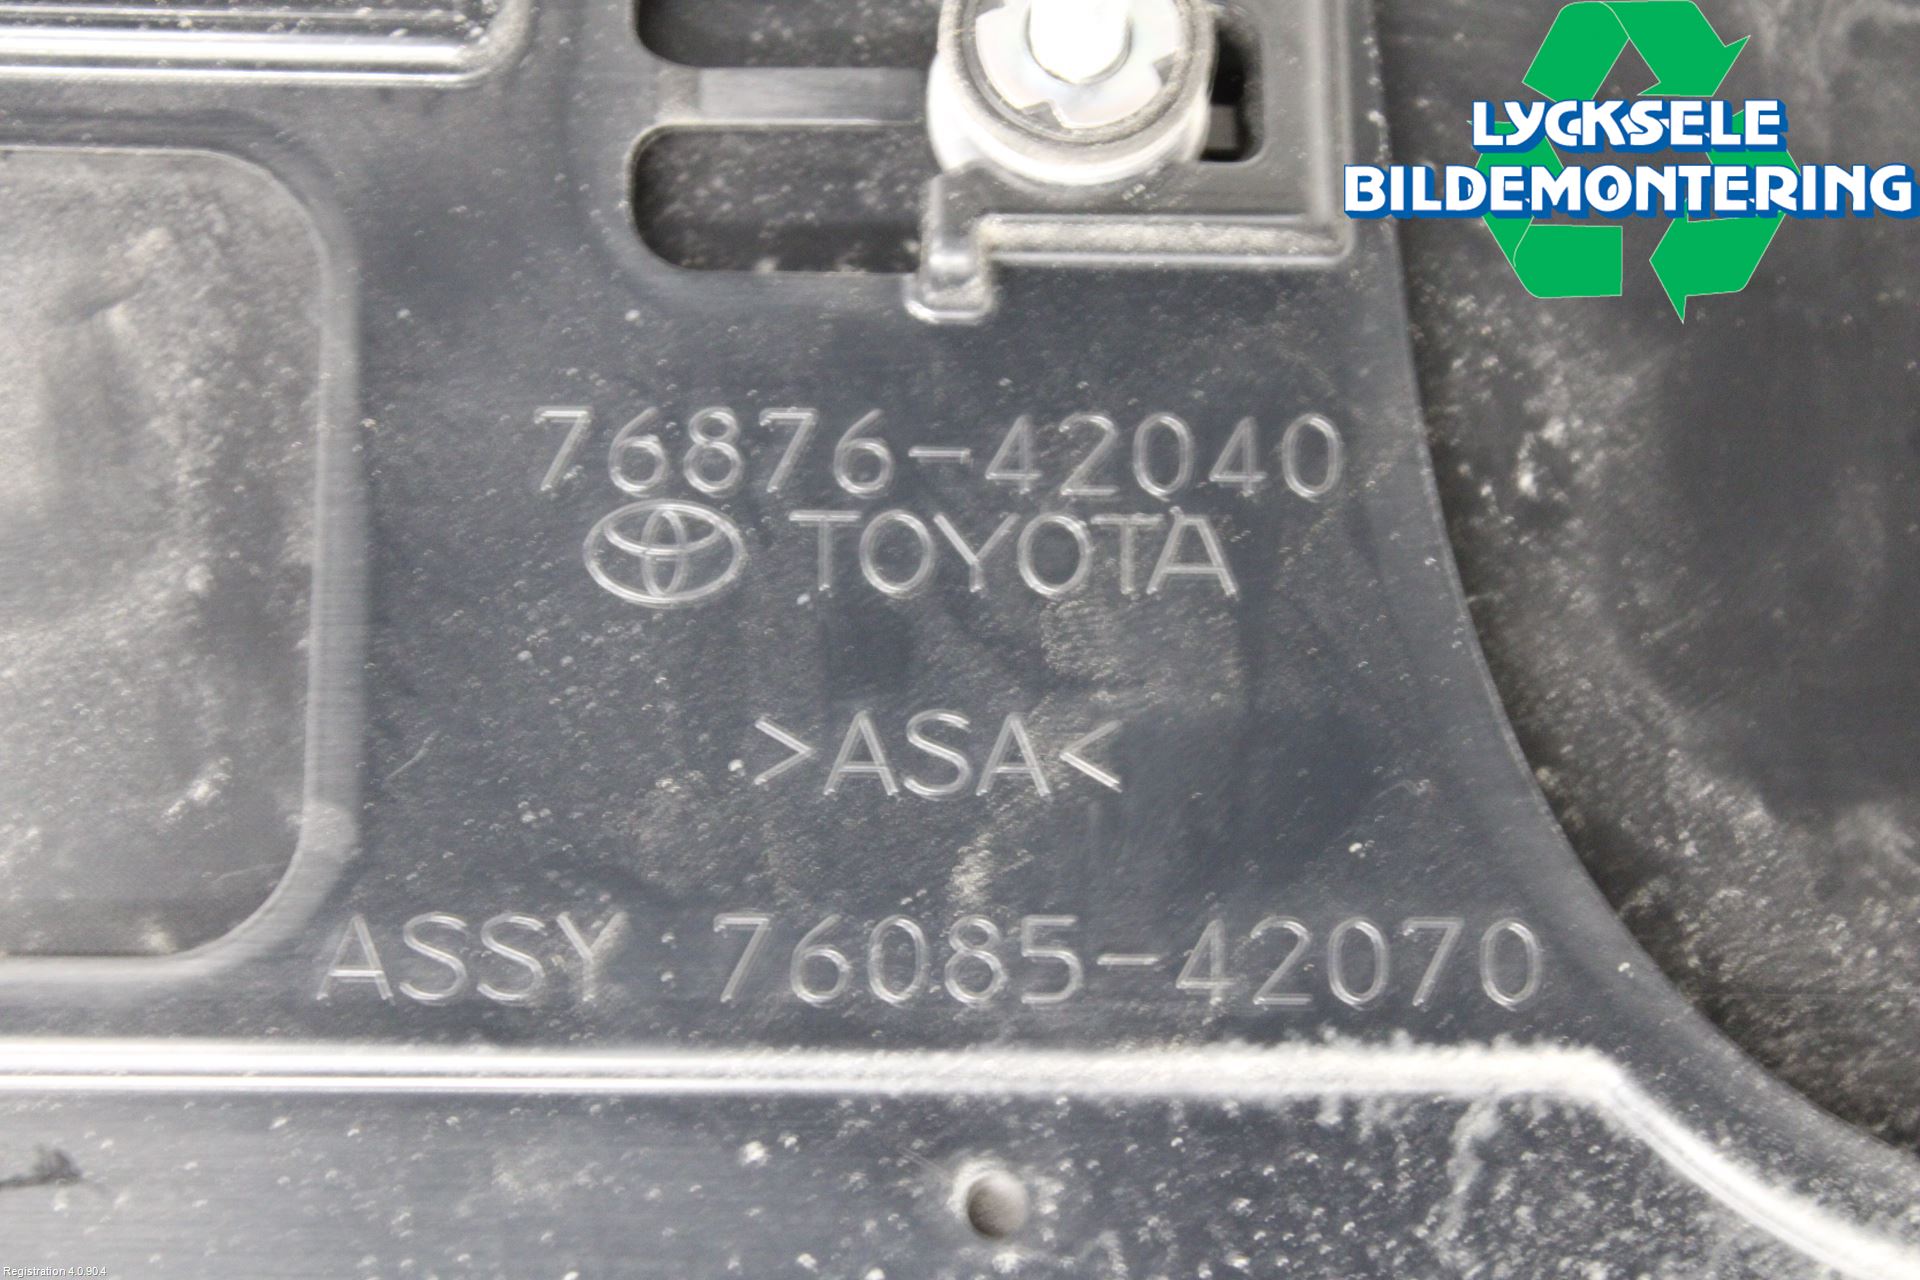 LYCKSELE
BILDEMONTERING
76876-42040
TOYOTA
>ASA<
ASSY 76085-42070
Registration 4.0.90.4